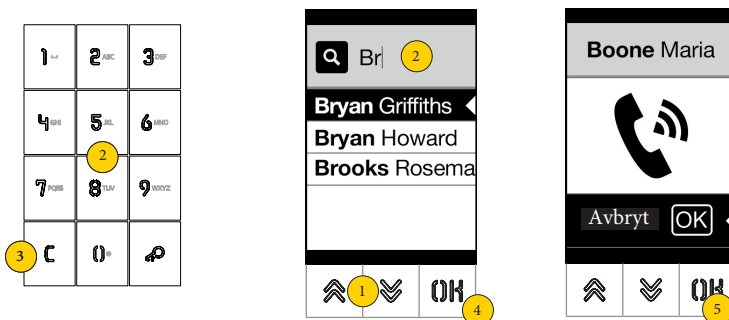 1 2 ABC 3 DEF
4 GHI 5 JKL 6 MNO
2
7 PQRS 8 TUV 9 WXYZ
3 C 0
Br 2
Bryan Griffiths
Bryan Howard
Brooks Rosema
1 OK
4
Boone Maria
Avbryt OK
OK
5